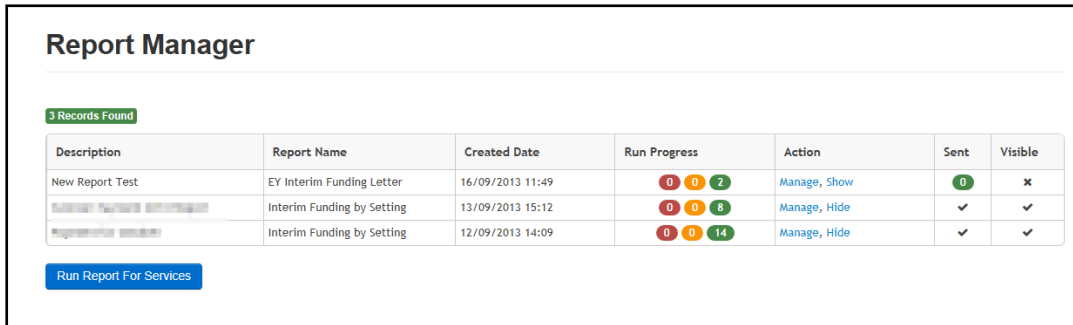 Report Manager
3 Records Found
Description Report Name Created Date Run Progress Action Sent Visible
New Report Test EY Interim Funding Letter 16/09/2013 11:49 0 0 2 Manage, Show 0
Interim Funding by Setting 13/09/2013 15:12 0 0 8 Manage, Hide
Interim Funding by Setting 12/09/2013 14:09 0 0 14 Manage, Hide
Run Report For Services